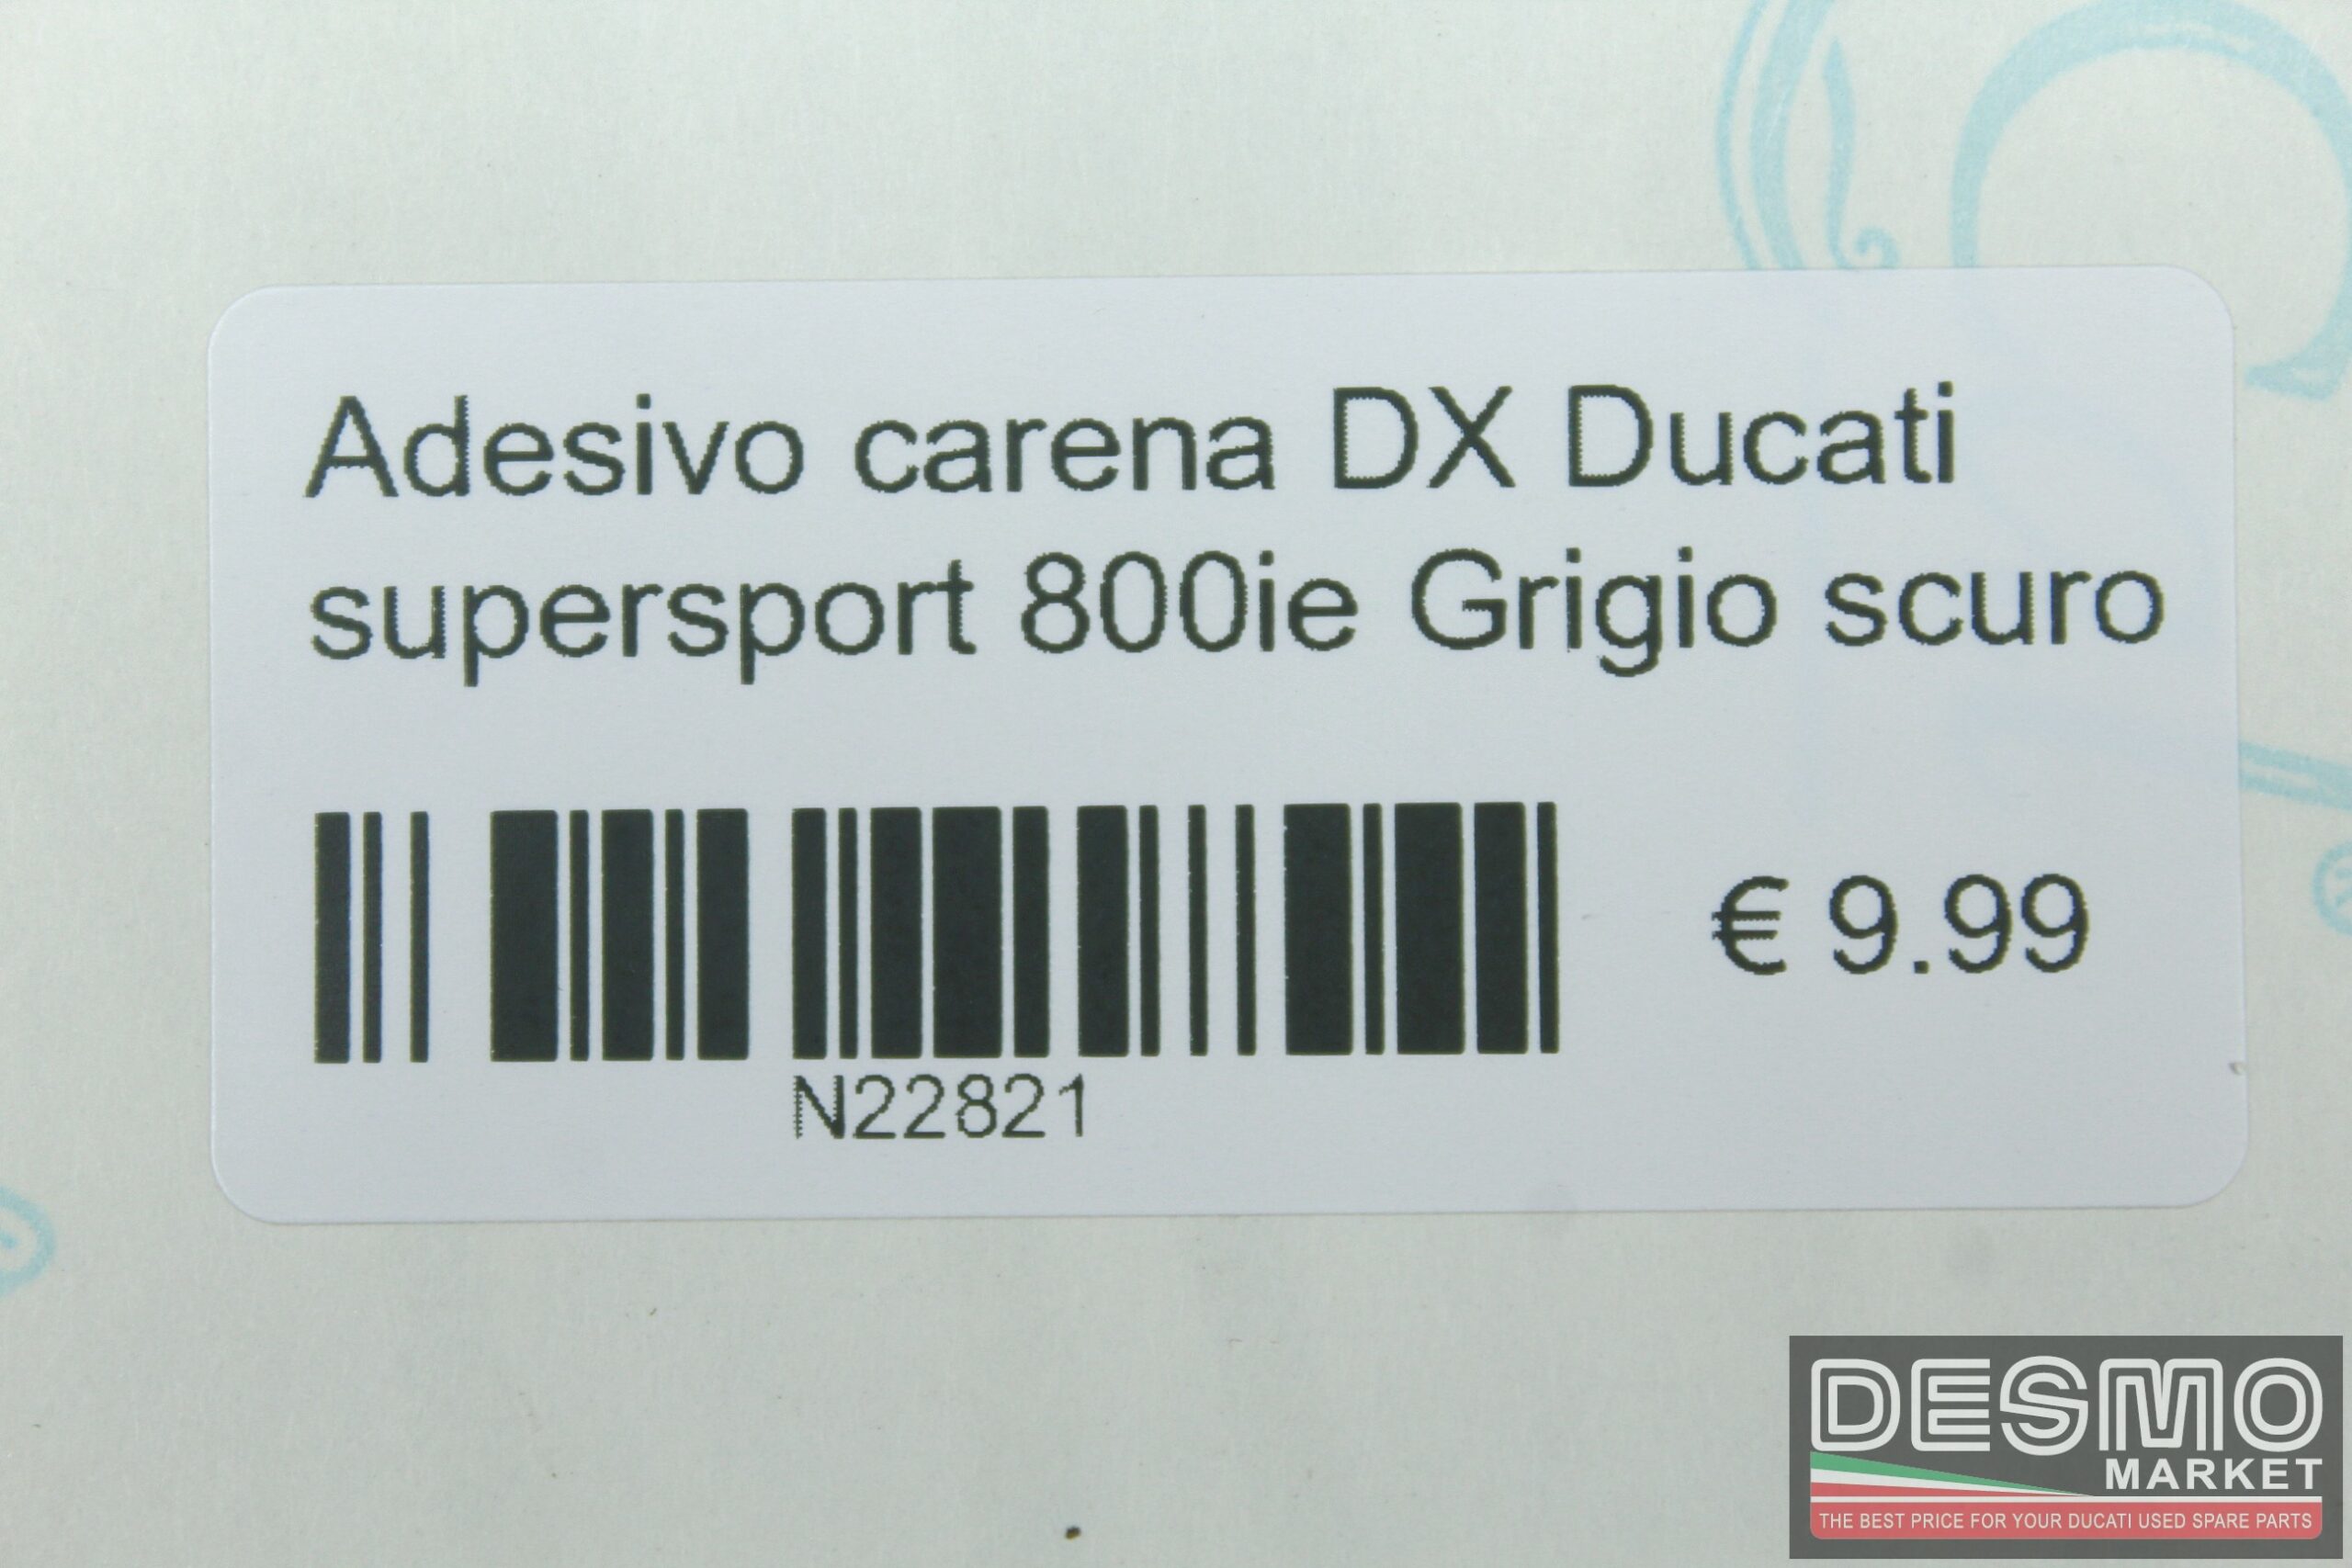 Adesivo carena DX Ducati
supersport 800ie Grigio scuro
€ 9.99
N22821
DESMO
MARKET
THE BEST PRICE FOR YOUR DUCATI USED SPARE PARTS